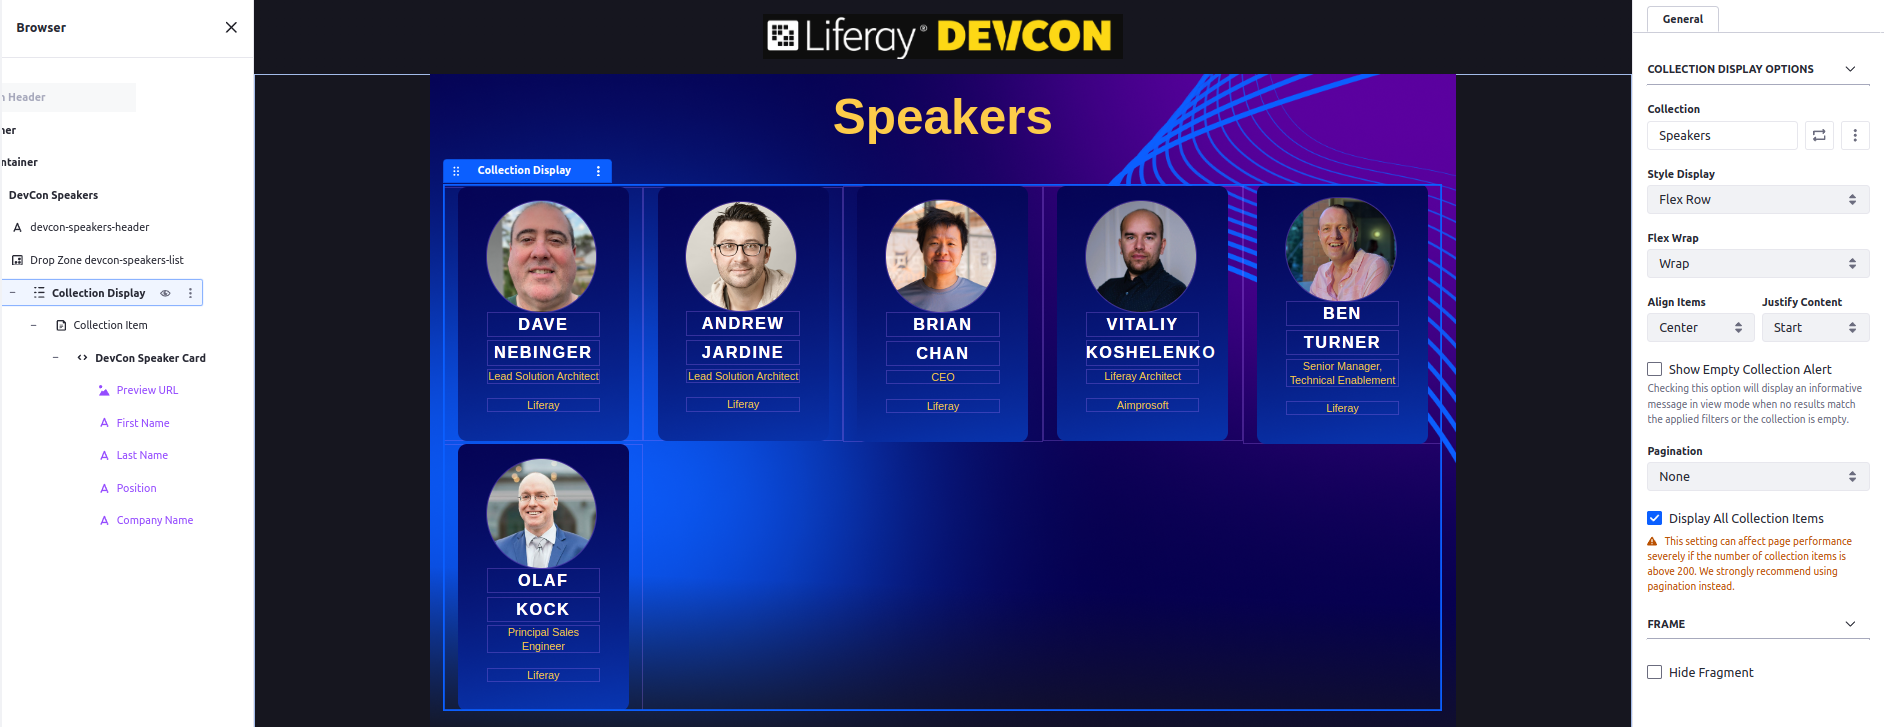 Browser
n Header
ner
ntainer
DevCon Speakers
devcon-speakers-header
Drop Zone devcon-speakers-list
Collection Display
Collection Item
DevCon Speaker Card
Preview URL
First Name
Last Name
Position
Company Name
Liferay® DEVCON
Speakers
Collection Display
DAVE
NEBINGER
Lead Solution Architect
Liferay
ANDREW
JARDINE
Lead Solution Architect
Liferay
BRIAN
CHAN
CEO
Liferay
VITALIY
KOSHELENKO
Liferay Architect
Aimprosoft
BEN
TURNER
Senior Manager,
Technical Enablement
Liferay
OLAF
KOCK
Principal Sales
Engineer
Liferay
General
COLLECTION DISPLAY OPTIONS
Collection
Speakers
Style Display
Flex Row
Flex Wrap
Wrap
Align Items
Center
Justify Content
Start
Show Empty Collection Alert
Checking this option will display an informative
message in view mode when no results match
the applied filters or the collection is empty.
Pagination
None
Display All Collection Items
This setting can affect page performance
severely if the number of collection items is
above 200. We strongly recommend using
pagination instead.
FRAME
Hide Fragment